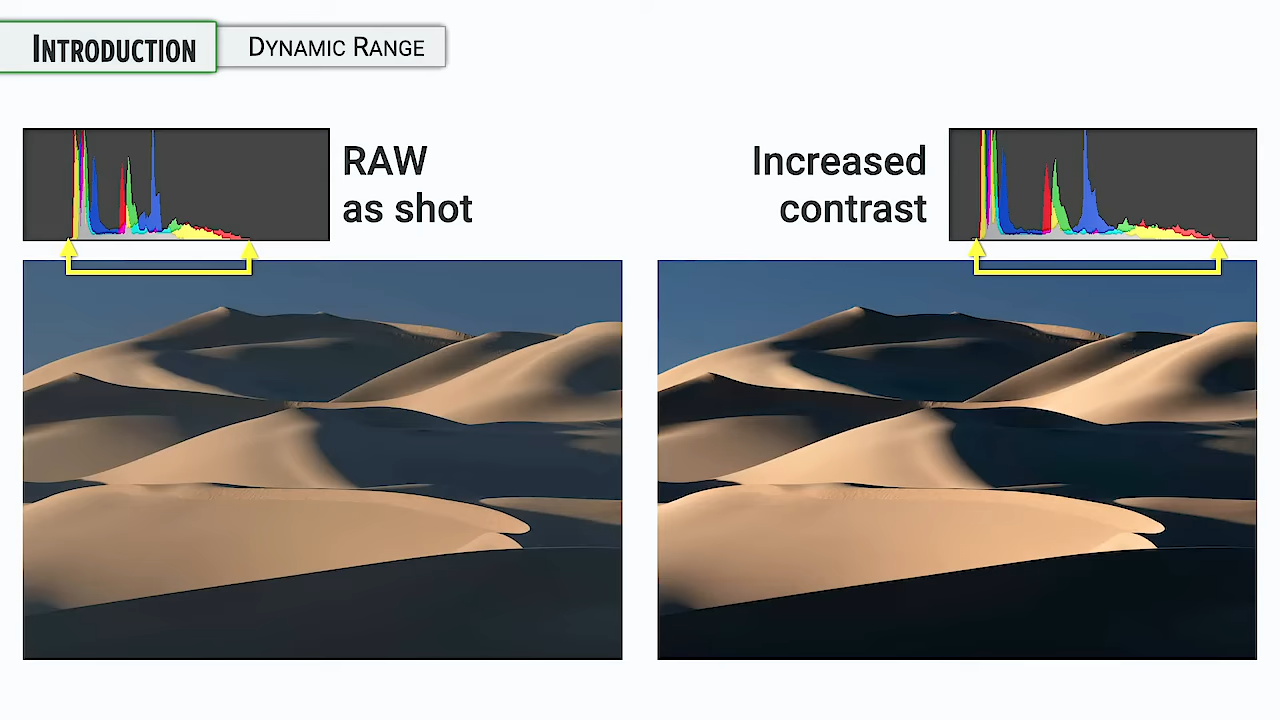 INTRODUCTION
DYNAMIC RANGE
RAW
as shot
Increased
contrast